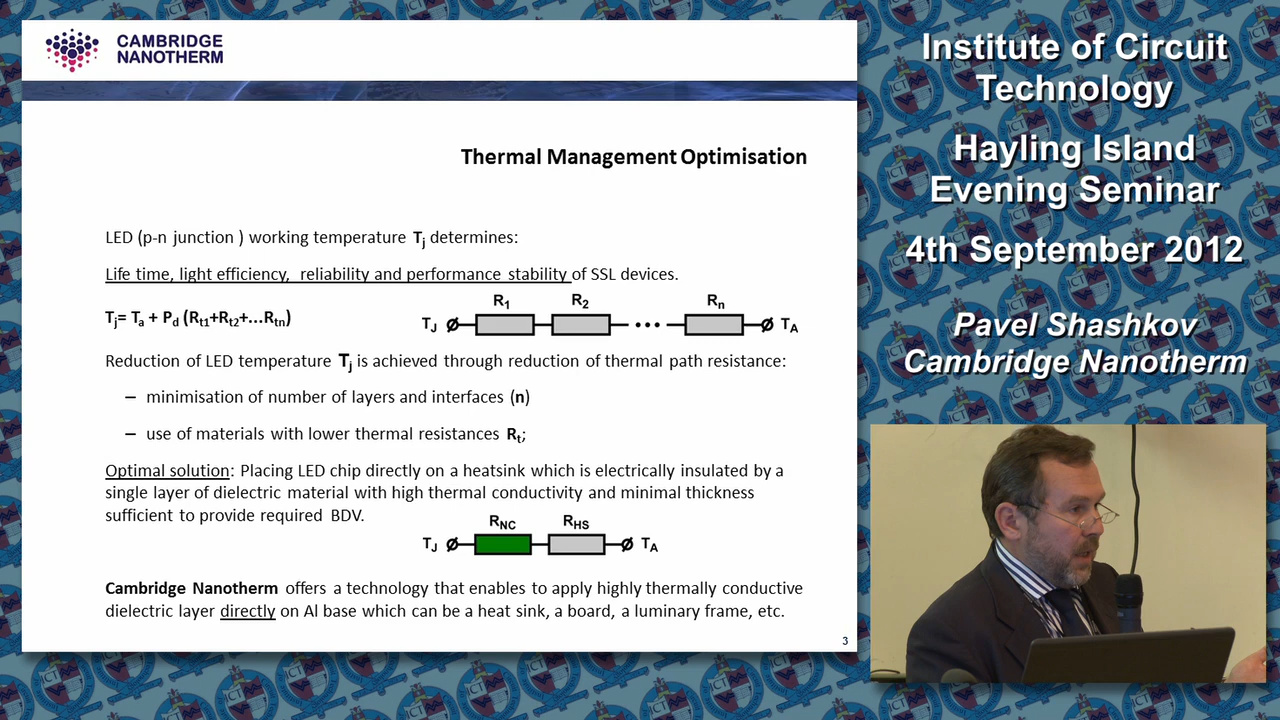 CAMBRIDGE
NANOTHERM
Thermal Management Optimisation
LED (p-n junction ) working temperature Tj determines:
Life time, light efficiency, reliability and performance stability of SSL devices.
Tj= Ta + Pd (Rt1+Rt2+...Rtn)
TJ R1 R2 ••• Rn TA
Reduction of LED temperature Tj is achieved through reduction of thermal path resistance:
– minimisation of number of layers and interfaces (n)
– use of materials with lower thermal resistances Rt;
Optimal solution: Placing LED chip directly on a heatsink which is electrically insulated by a
single layer of dielectric material with high thermal conductivity and minimal thickness
sufficient to provide required BDV.
TJ RNC RHS TA
Cambridge Nanotherm offers a technology that enables to apply highly thermally conductive
dielectric layer directly on Al base which can be a heat sink, a board, a luminary frame, etc.
3
Institute of Circuit
Technology
Hayling Island
Evening Seminar
4th September 2012
Pavel Shashkov
Cambridge Nanotherm
ICT